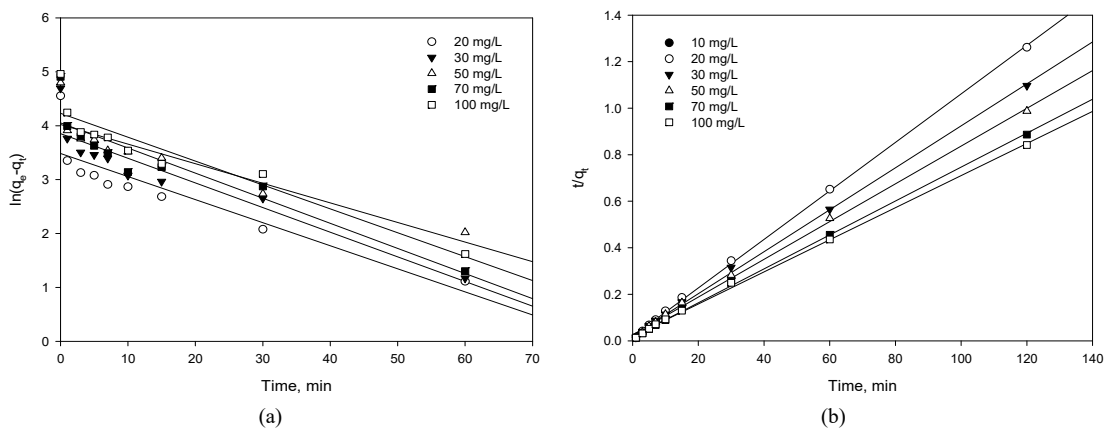 6
5
4
3
2
1
0
ln(qe-qt)
20 mg/L
30 mg/L
50 mg/L
70 mg/L
100 mg/L
0 10 20 30 40 50 60 70
Time, min
(a)
1.4
1.2
1.0
0.8
0.6
0.4
0.2
0.0
t/qt
10 mg/L
20 mg/L
30 mg/L
50 mg/L
70 mg/L
100 mg/L
0 20 40 60 80 100 120 140
Time, min
(b)